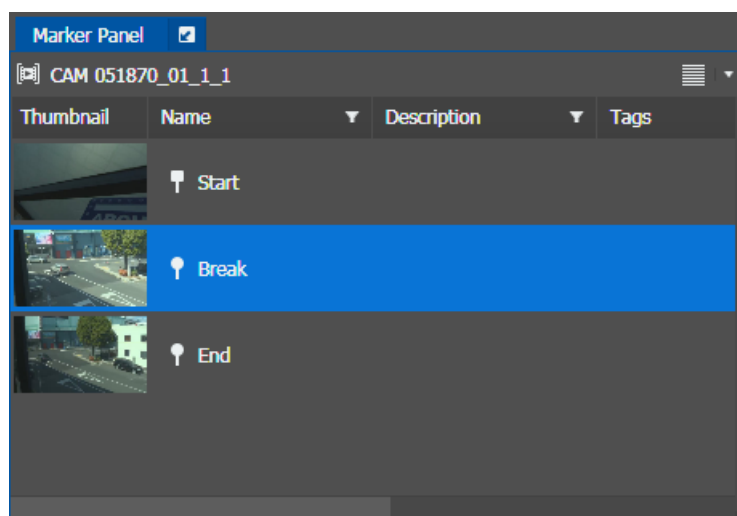 Marker Panel
CAM 051870_01_1_1
Thumbnail Name Description Tags
Start
Break
End